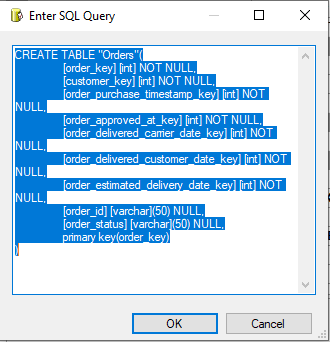 Enter SQL Query
CREATE TABLE "Orders"(
[order_key] [int] NOT NULL,
[customer_key] [int] NOT NULL,
[order_purchase_timestamp_key] [int] NOT
NULL,
[order_approved_at_key] [int] NOT NULL,
[order_delivered_carrier_date_key] [int] NOT
NULL,
[order_delivered_customer_date_key] [int] NOT
NULL,
[order_estimated_delivery_date_key] [int] NOT
NULL,
[order_id] [varchar](50) NULL,
[order_status] [varchar](50) NULL,
primary key(order_key)
)
OK
Cancel